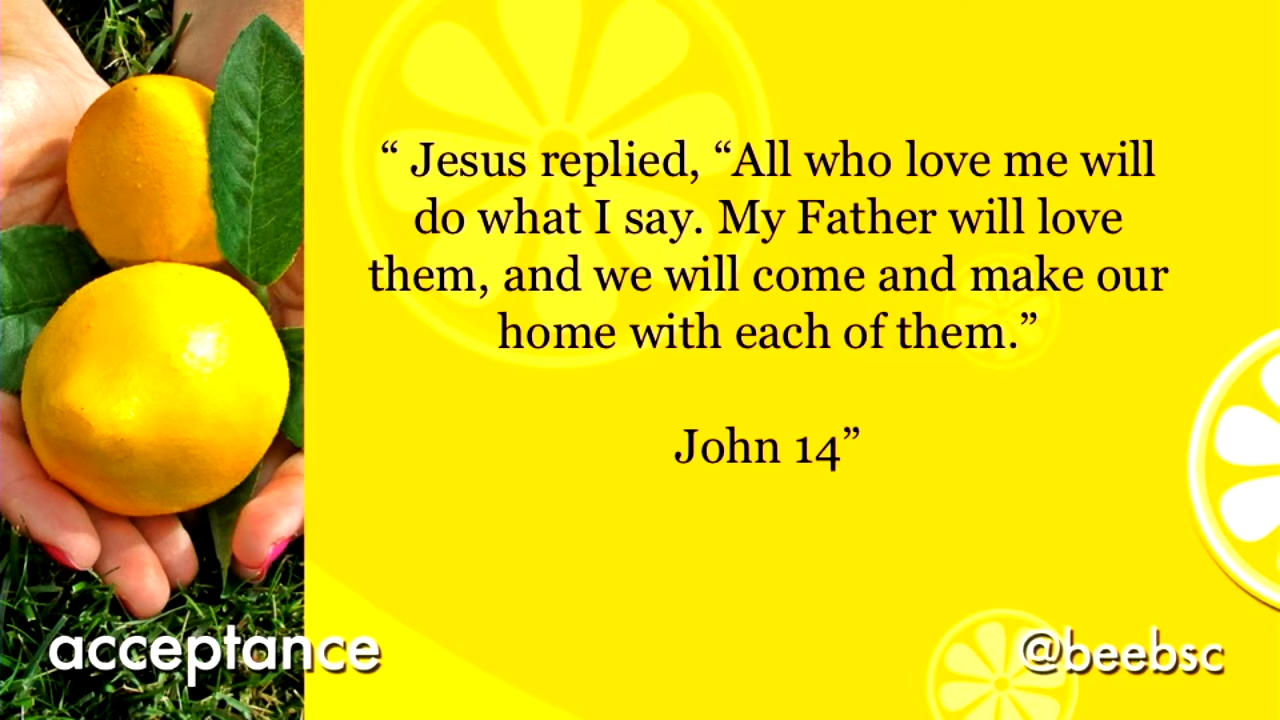 “ Jesus replied, “All who love me will
do what I say. My Father will love
them, and we will come and make our
home with each of them.”
John 14”
acceptance
@beebsc